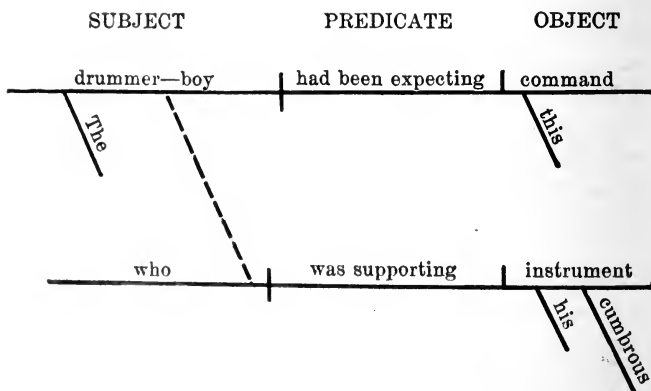 SUBJECT PREDICATE OBJECT
drummer—boy had been expecting command
The this
who was supporting instrument
his cumbrous